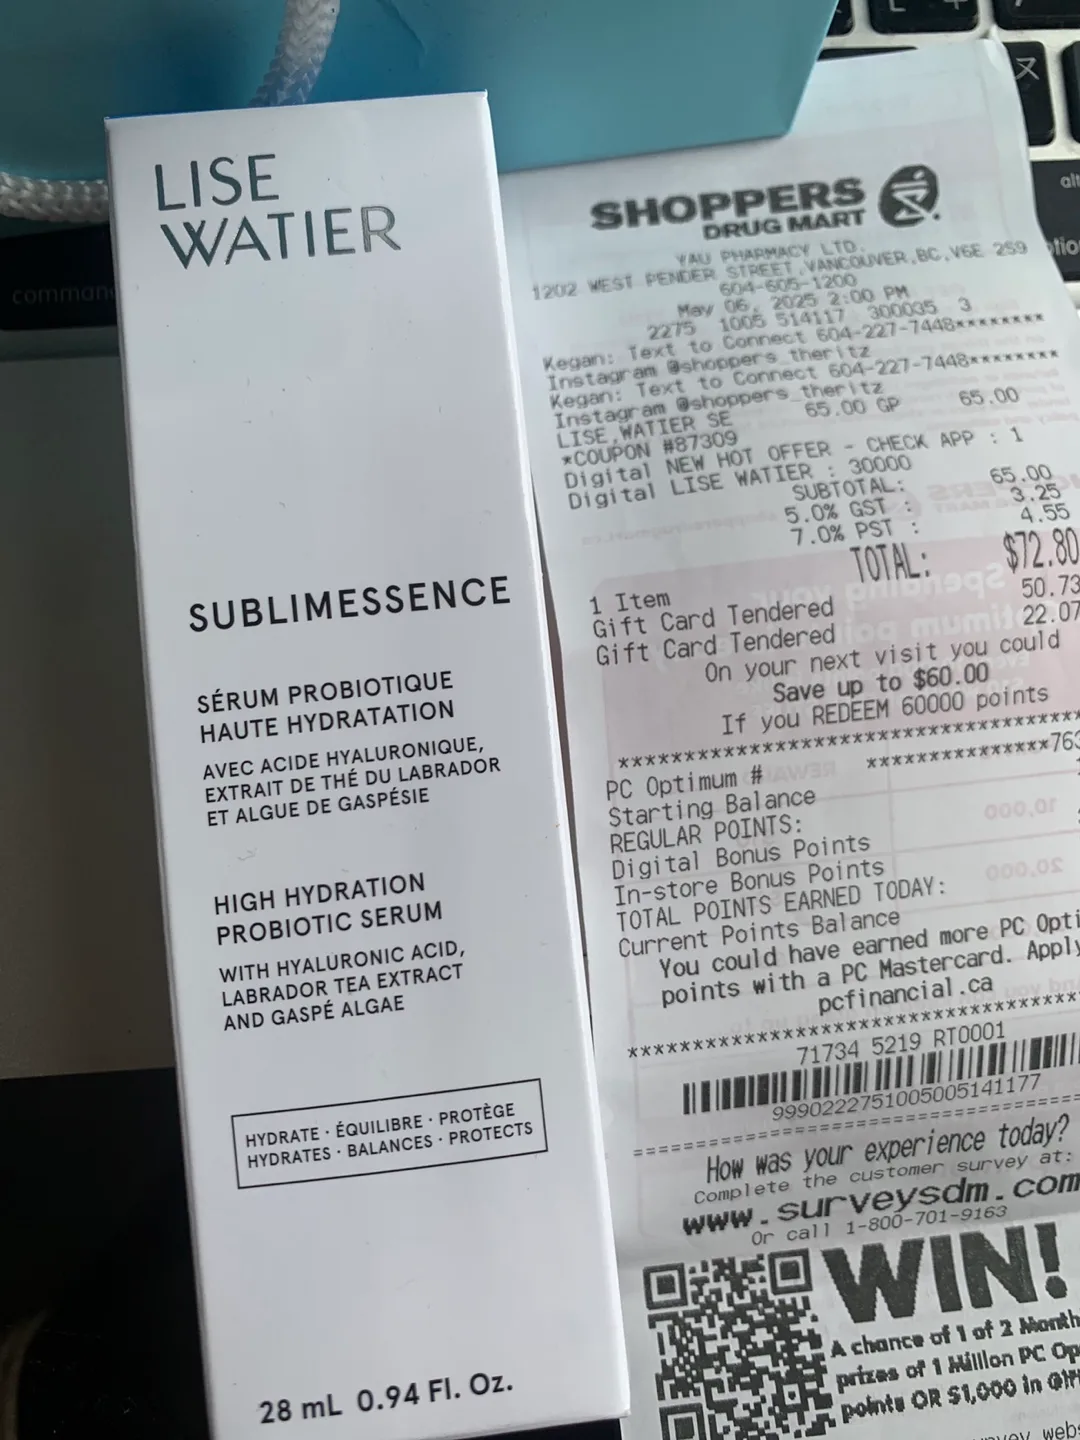 LISE
WATIER
SUBLIMESSENCE
SÉRUM PROBIOTIQUE
HAUTE HYDRATATION
AVEC ACIDE HYALURONIQUE,
EXTRAIT DE THÉ DU LABRADOR
ET ALGUE DE GASPÉSIE
HIGH HYDRATION
PROBIOTIC SERUM
WITH HYALURONIC ACID,
LABRADOR TEA EXTRACT
AND GASPÉ ALGAE
HYDRATE · ÉQUILIBRE · PROTÈGE
HYDRATES · BALANCES · PROTECTS
28 mL 0.94 Fl. Oz.
SHOPPERS
DRUG MART
YAU PHARMACY LTD.
1202 WEST PENDER STREET,VANCOUVER,BC,V6E 2S9
604-605-1200
May 06, 2025 2:00 PM
2275 1005 514117 300035 3
Kegan: Text to Connect 604-227-7448********
Instagram @shoppers_theritz
Kegan: Text to Connect 604-227-7448********
Instagram @shoppers_theritz
LISE,WATIER SE 65.00 GP 65.00
*COUPON #87309
Digital NEW HOT OFFER - CHECK APP : 1
Digital LISE WATIER : 30000
SUBTOTAL: 65.00
5.0% GST : 3.25
7.0% PST : 4.55
TOTAL: $72.80
1 Item
Gift Card Tendered 50.73
Gift Card Tendered 22.07
On your next visit you could
Save up to $60.00
If you REDEEM 60000 points
PC Optimum # ************763
Starting Balance
REGULAR POINTS:
Digital Bonus Points
In-store Bonus Points
TOTAL POINTS EARNED TODAY:
Current Points Balance
You could have earned more PC Opti
points with a PC Mastercard. Apply
pcfinancial.ca
71734 5219 RT0001
9990222751005005141177
How was your experience today?
Complete the customer survey at:
www.surveysdm.com
Or call 1-800-701-9163
WIN!
A chance of 1 of 2 Month
prizes of 1 Million PC Op
points OR $1,000 in Gift
command
alt
option